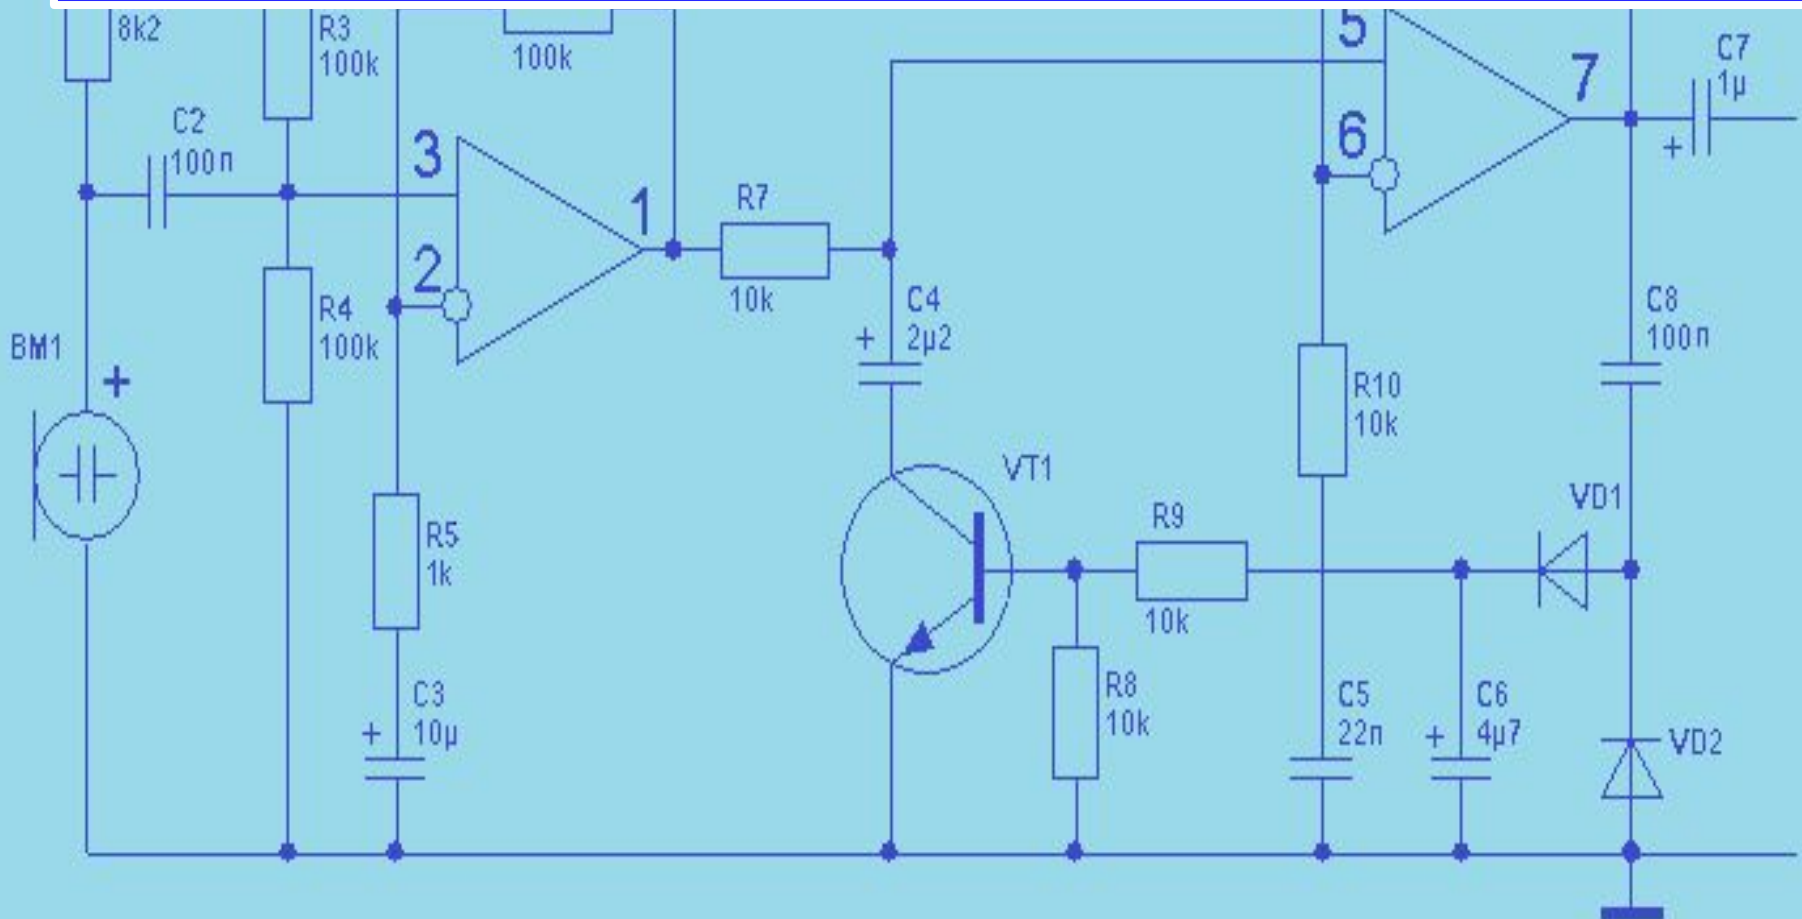 8k2
R3
100k
100k
5
C7
1µ
+
7
C2
100n
3
6
1
R7
10k
2
R4
100k
C4
2µ2
+
C8
100n
BM1
+
R10
10k
VT1
VD1
R5
1k
R9
10k
C3
10µ
+
R8
10k
C5
22n
C6
4µ7
+
VD2